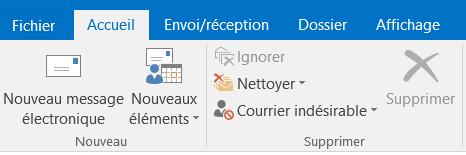 Fichier Accueil Envoi/réception Dossier Affichage
Nouveau message
électronique
Nouveaux
éléments
Nouveau
Ignorer
Nettoyer
Courrier indésirable
Supprimer
Supprimer